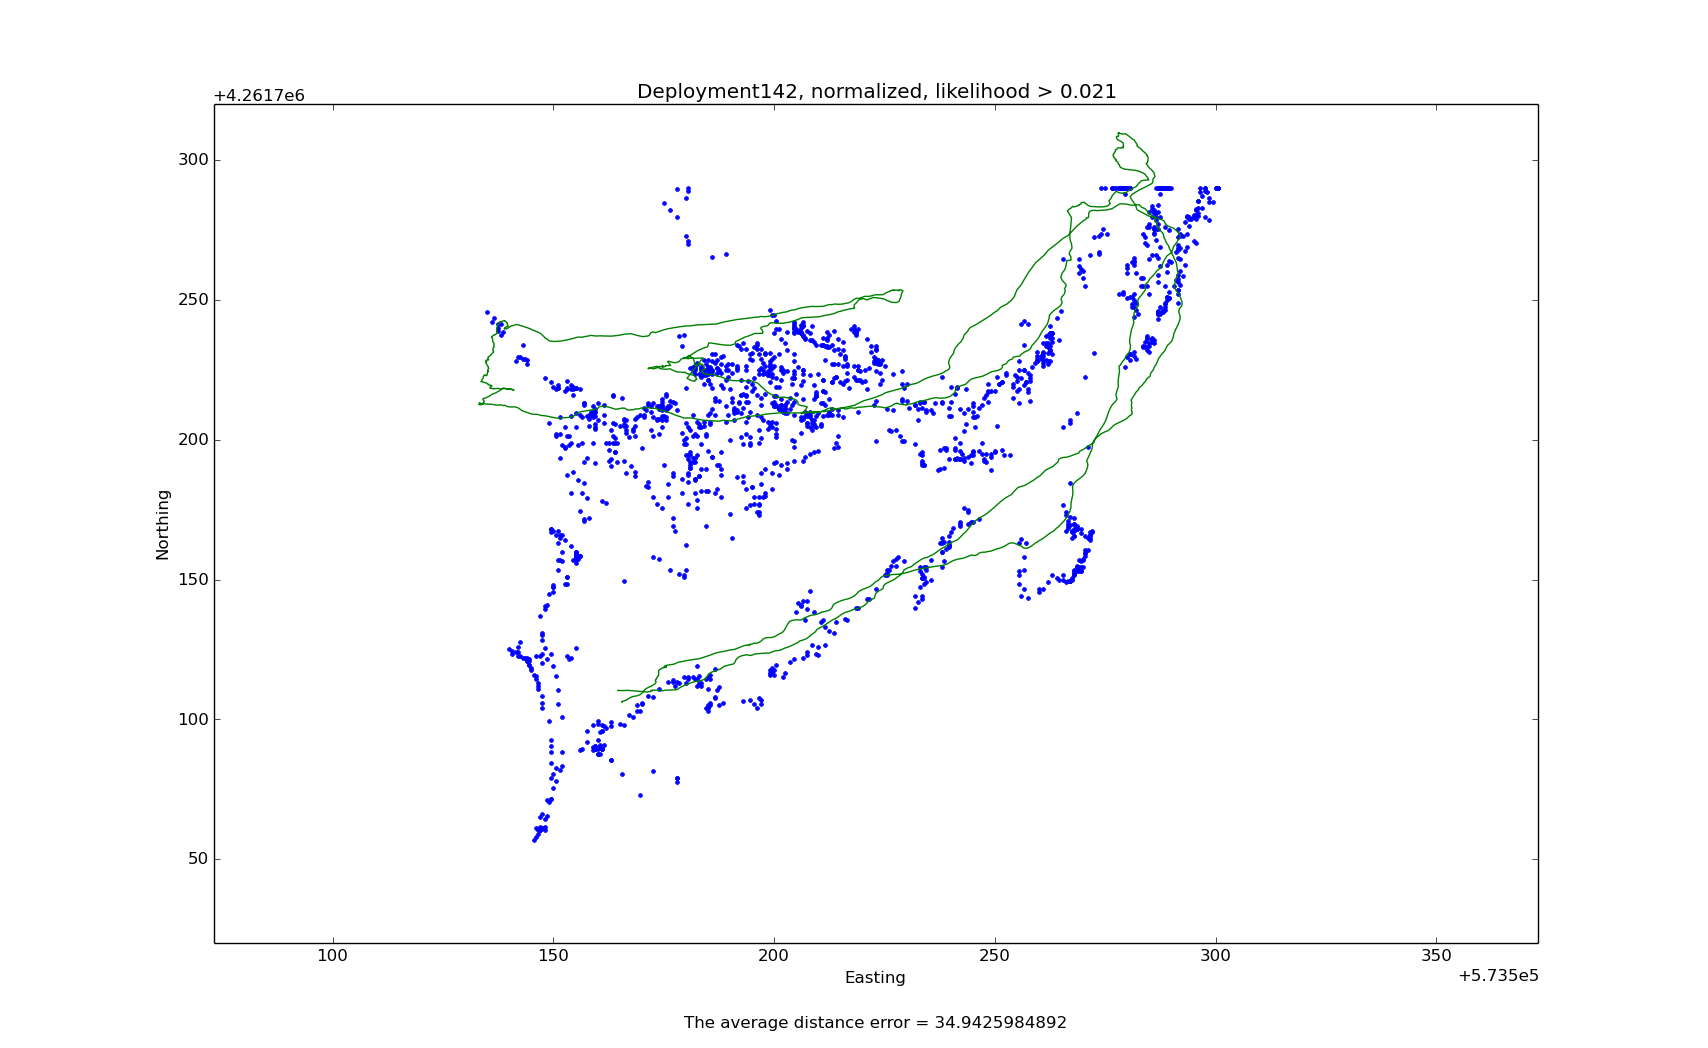 Deployment142, normalized, likelihood > 0.021
+4.2617e6
300
250
200
150
100
50
Northing
100 150 200 250 300 350
Easting
+5.735e5
The average distance error = 34.9425984892